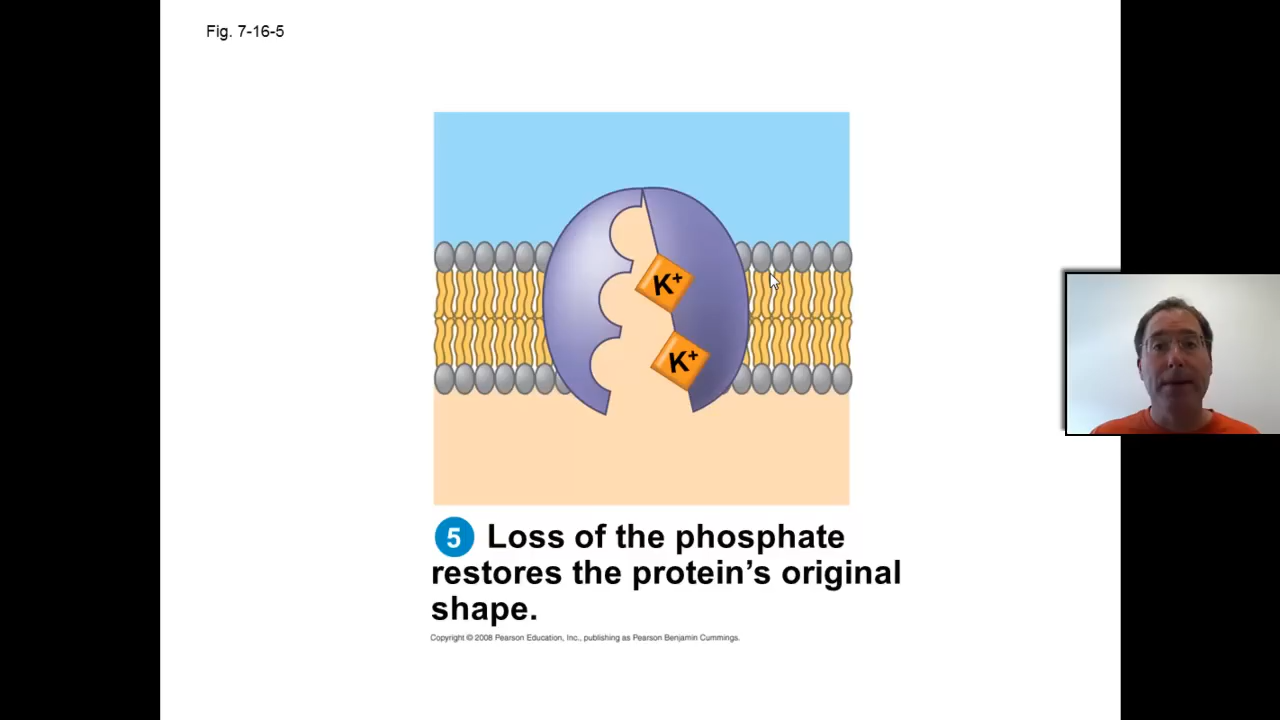 Fig. 7-16-5
K+
K+
5 Loss of the phosphate
restores the protein’s original
shape.
Copyright © 2008 Pearson Education, Inc., publishing as Pearson Benjamin Cummings.